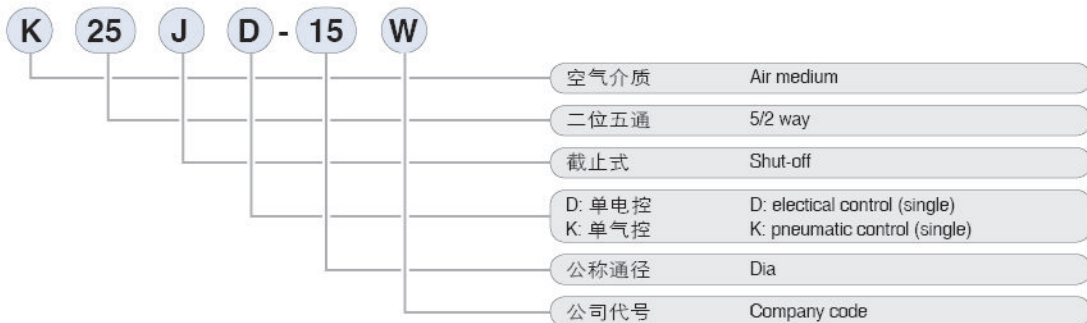 K 25 J D - 15 W
空气介质 Air medium
二位五通 5/2 way
截止式 Shut-off
D: 单电控 D: electical control (single)
K: 单气控 K: pneumatic control (single)
公称通径 Dia
公司代号 Company code